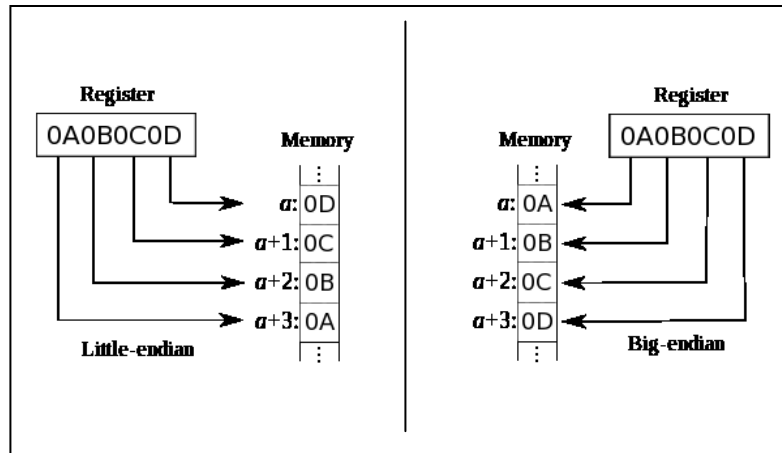 Register
0A0B0C0D
Memory
⋮
a: 0D
a+1: 0C
a+2: 0B
a+3: 0A
⋮
Little-endian
Register
0A0B0C0D
Memory
⋮
a: 0A
a+1: 0B
a+2: 0C
a+3: 0D
⋮
Big-endian